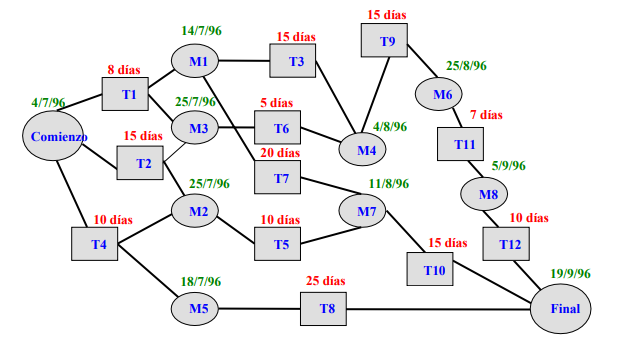 15 días
T9
14/7/96
15 días
M1
T3
25/8/96
M6
8 días
T1
4/7/96
Comienzo
25/7/96
M3
5 días
T6
4/8/96
M4
7 días
T11
15 días
T2
20 días
T7
5/9/96
M8
25/7/96
M2
11/8/96
M7
10 días
T4
10 días
T5
15 días
T10
10 días
T12
18/7/96
M5
25 días
T8
19/9/96
Final